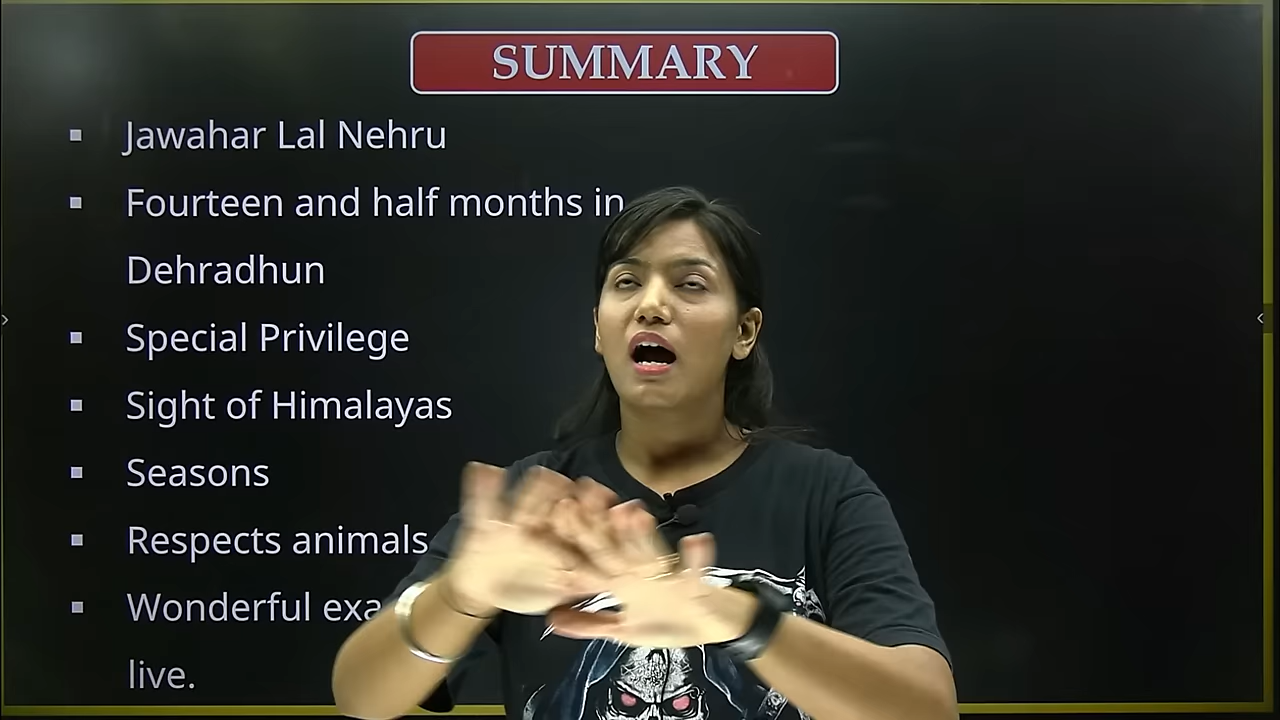 SUMMARY
Jawahar Lal Nehru
Fourteen and half months in
Dehradhun
Special Privilege
Sight of Himalayas
Seasons
Respects animals
Wonderful
live.